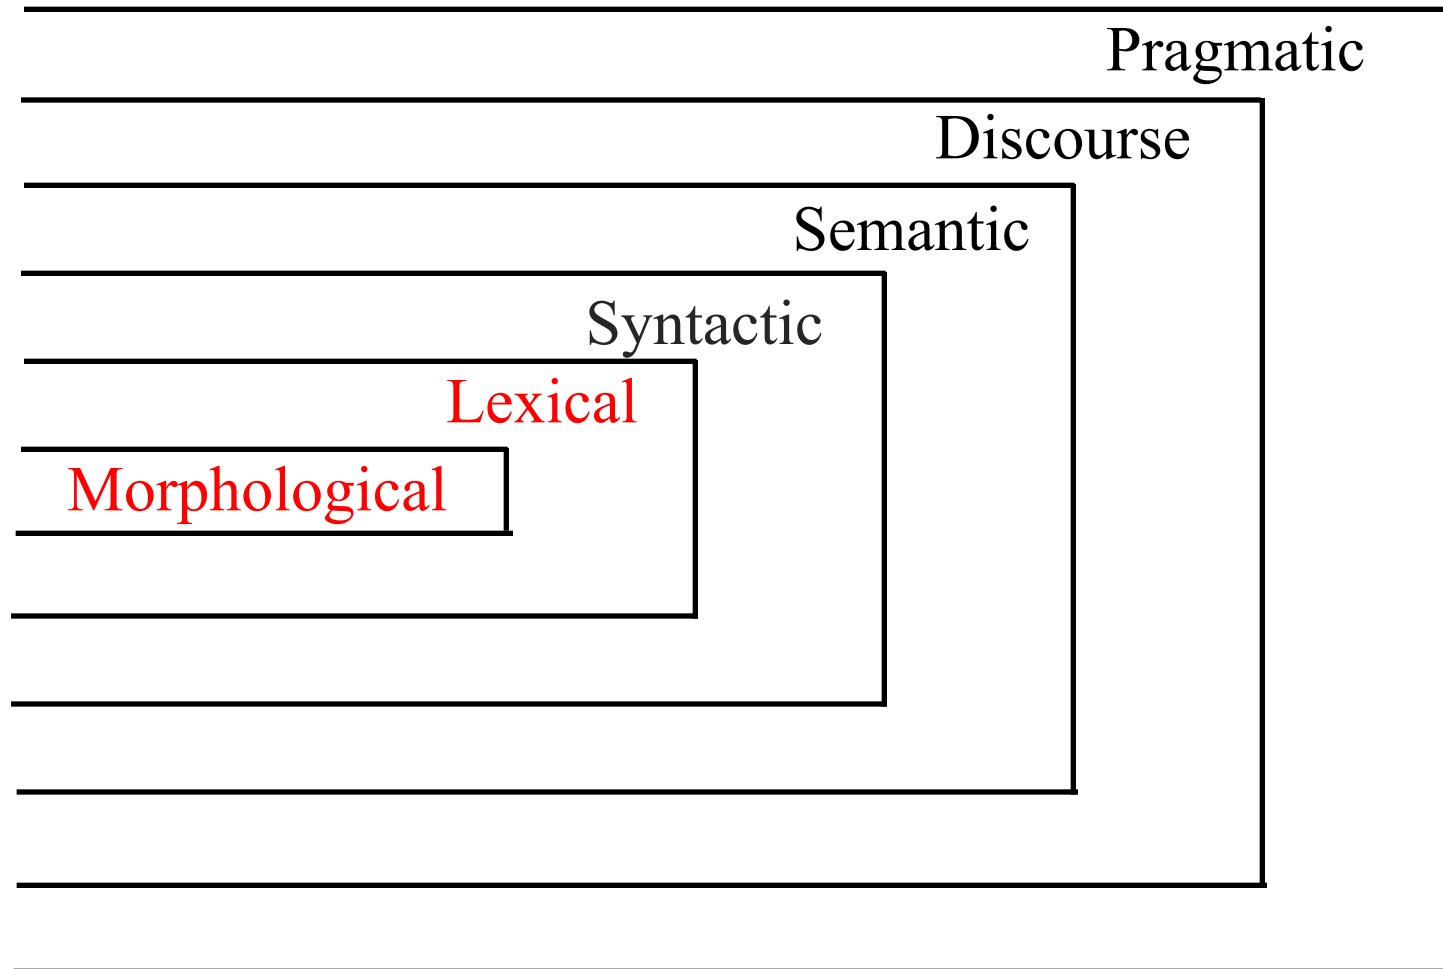 Pragmatic
Discourse
Semantic
Syntactic
Lexical
Morphological